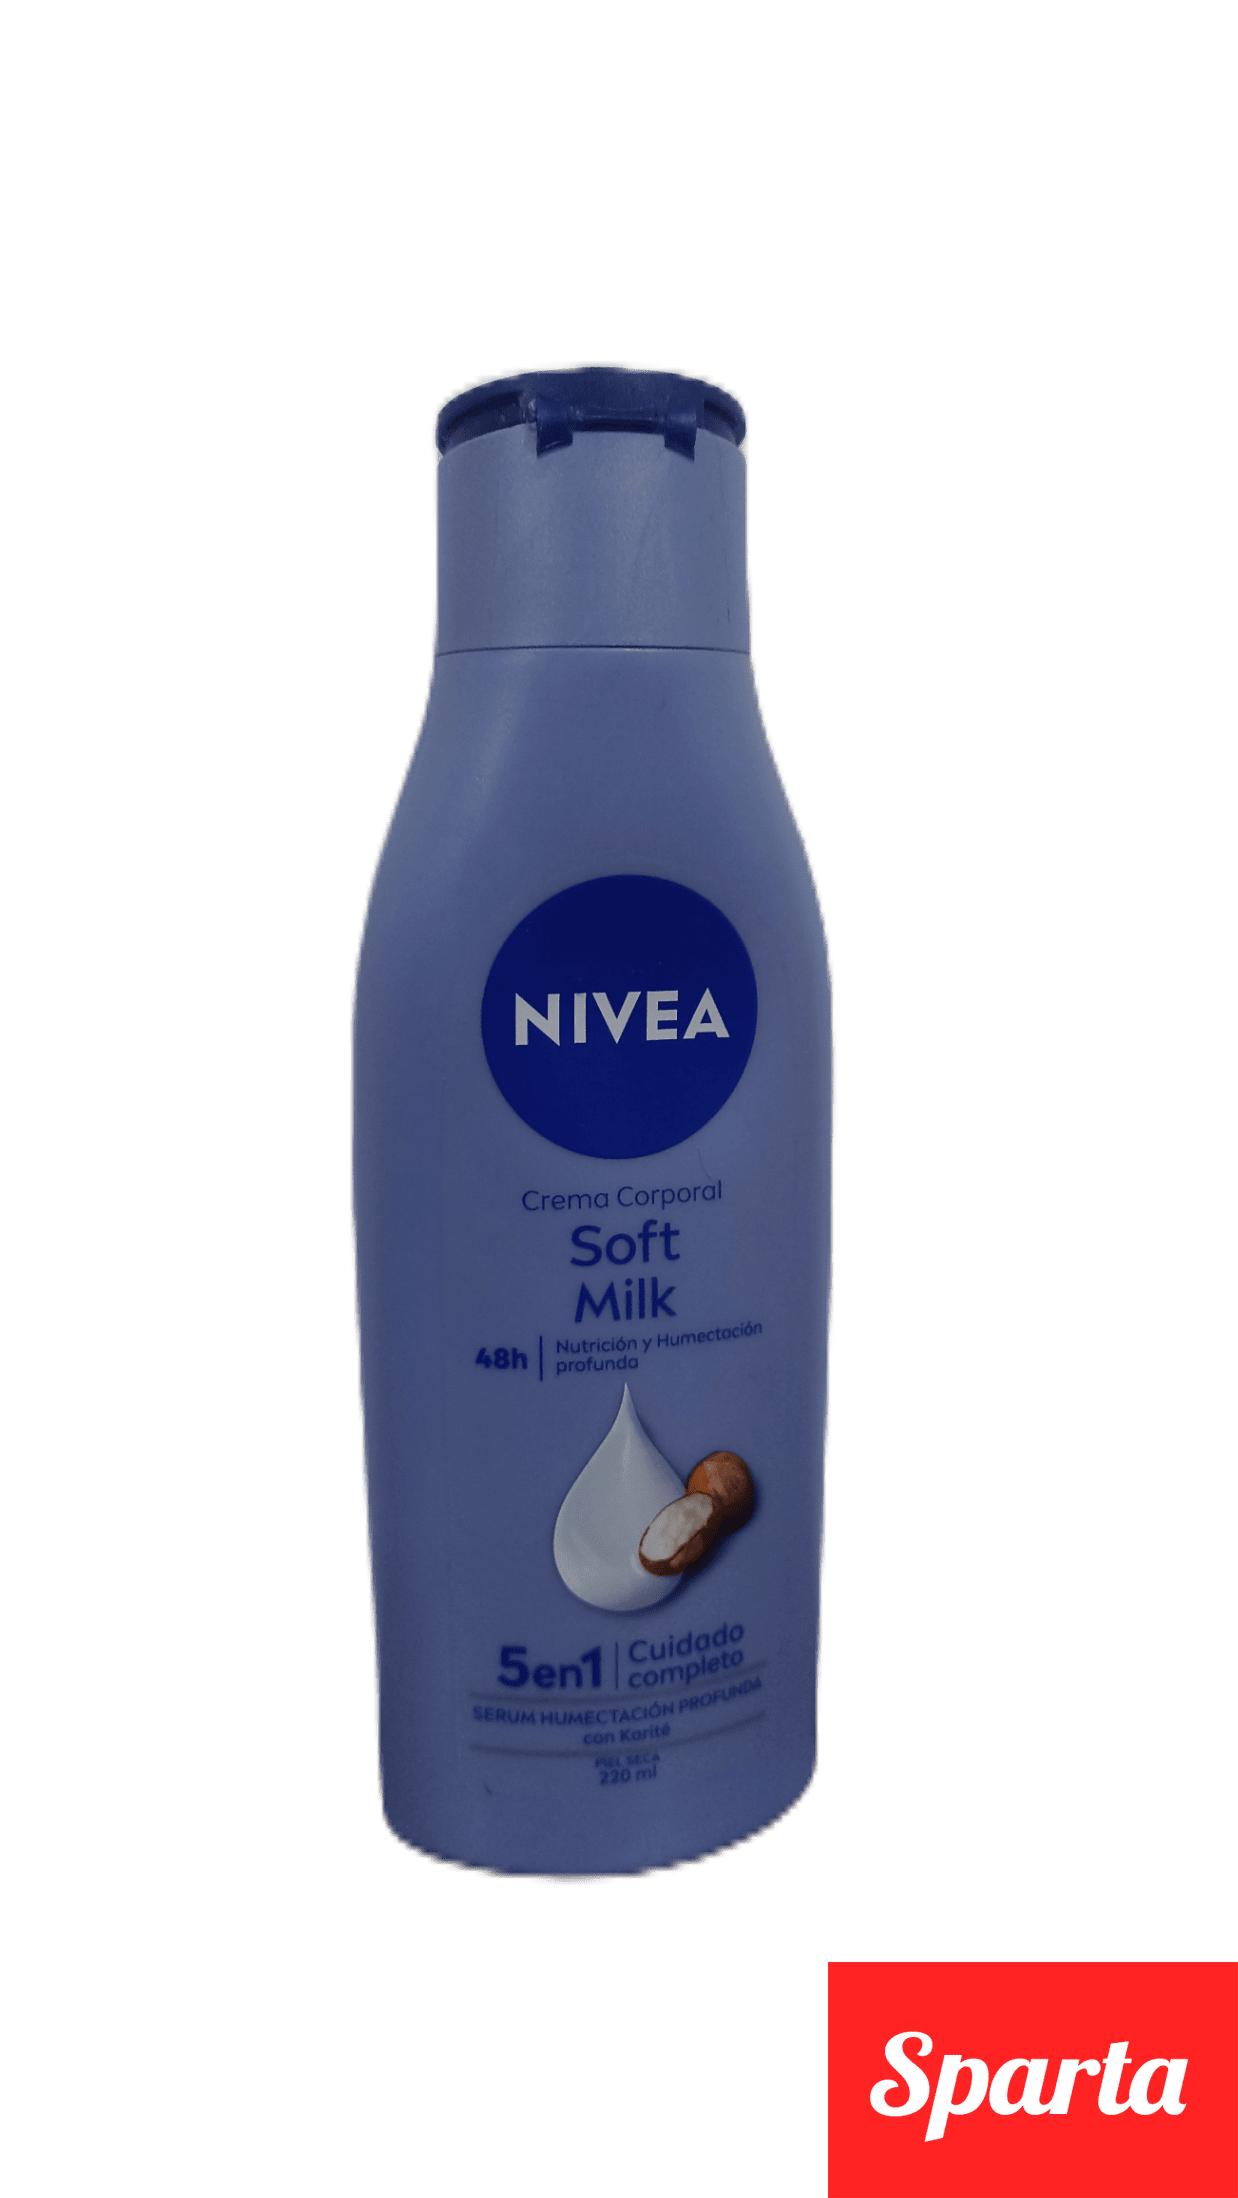 NIVEA
Crema Corporal
Soft
Milk
48h
Nutrición y Humectación
profunda
5en1
Cuidado
completo
SERUM HUMECTACIÓN PROFUNDA
con Karité
PIEL SECA
220 ml
Sparta